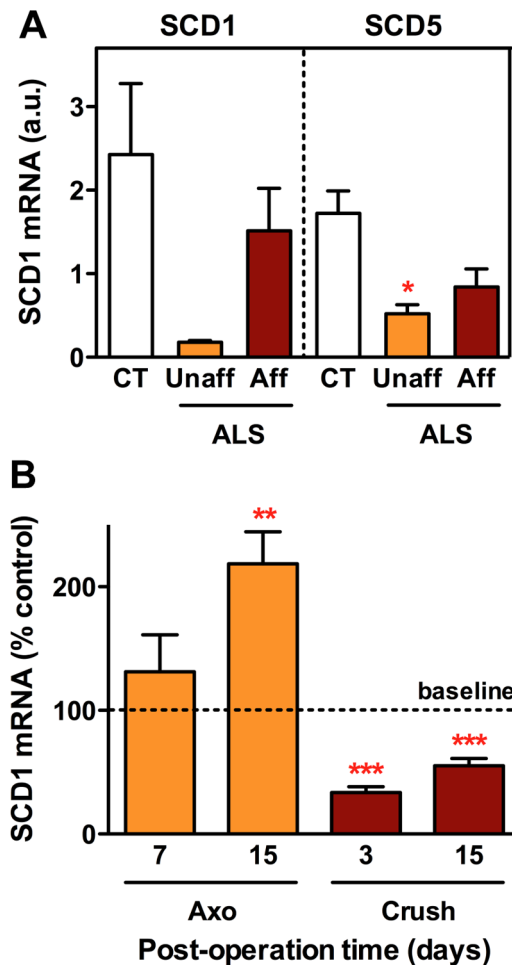 A
SCD1 SCD5
SCD1 mRNA (a.u.)
3
2
1
0
*
CT Unaff Aff CT Unaff Aff
ALS ALS
B
SCD1 mRNA (% control)
200
100
0
**
baseline
***
***
7 15 3 15
Axo Crush
Post-operation time (days)